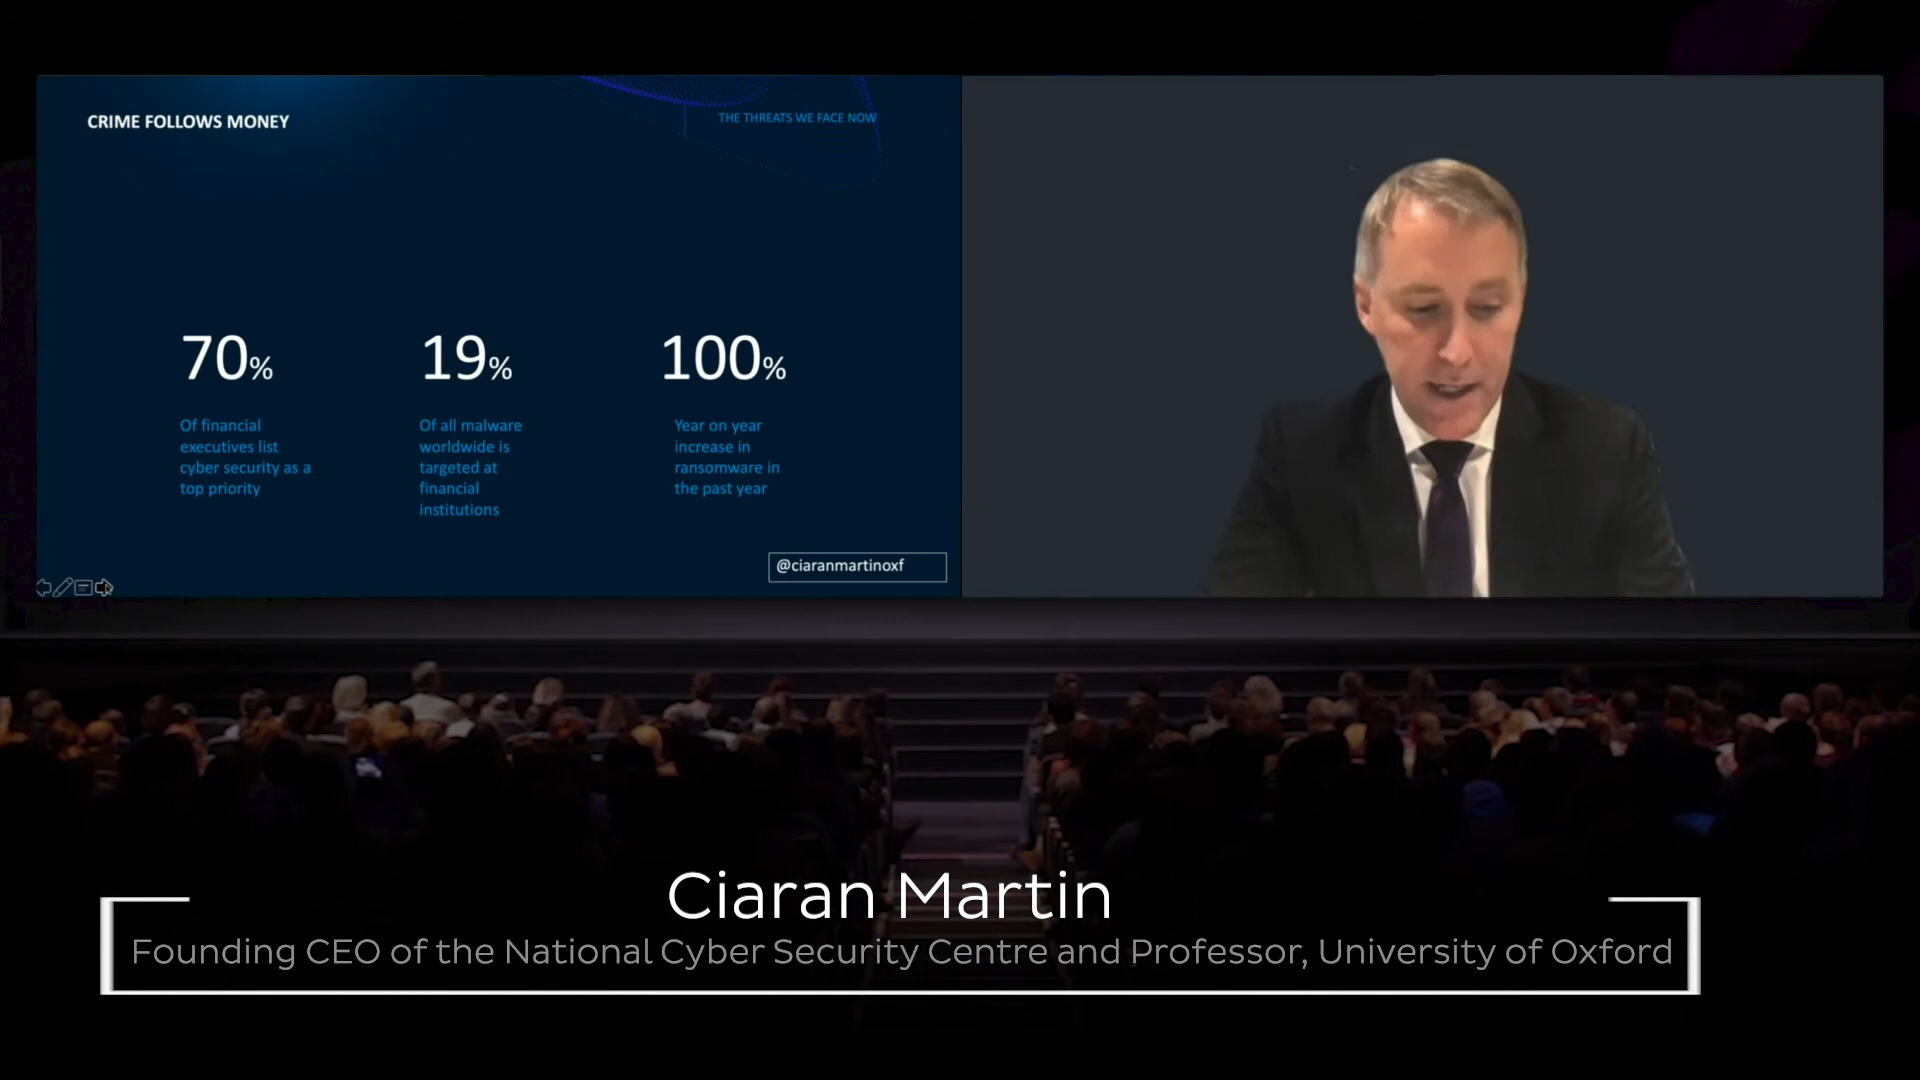 CRIME FOLLOWS MONEY
THE THREATS WE FACE NOW
70%
Of financial
executives list
cyber security as a
top priority
19%
Of all malware
worldwide is
targeted at
financial
institutions
100%
Year on year
increase in
ransomware in
the past year
@ciaranmartinoxf
Ciaran Martin
Founding CEO of the National Cyber Security Centre and Professor, University of Oxford